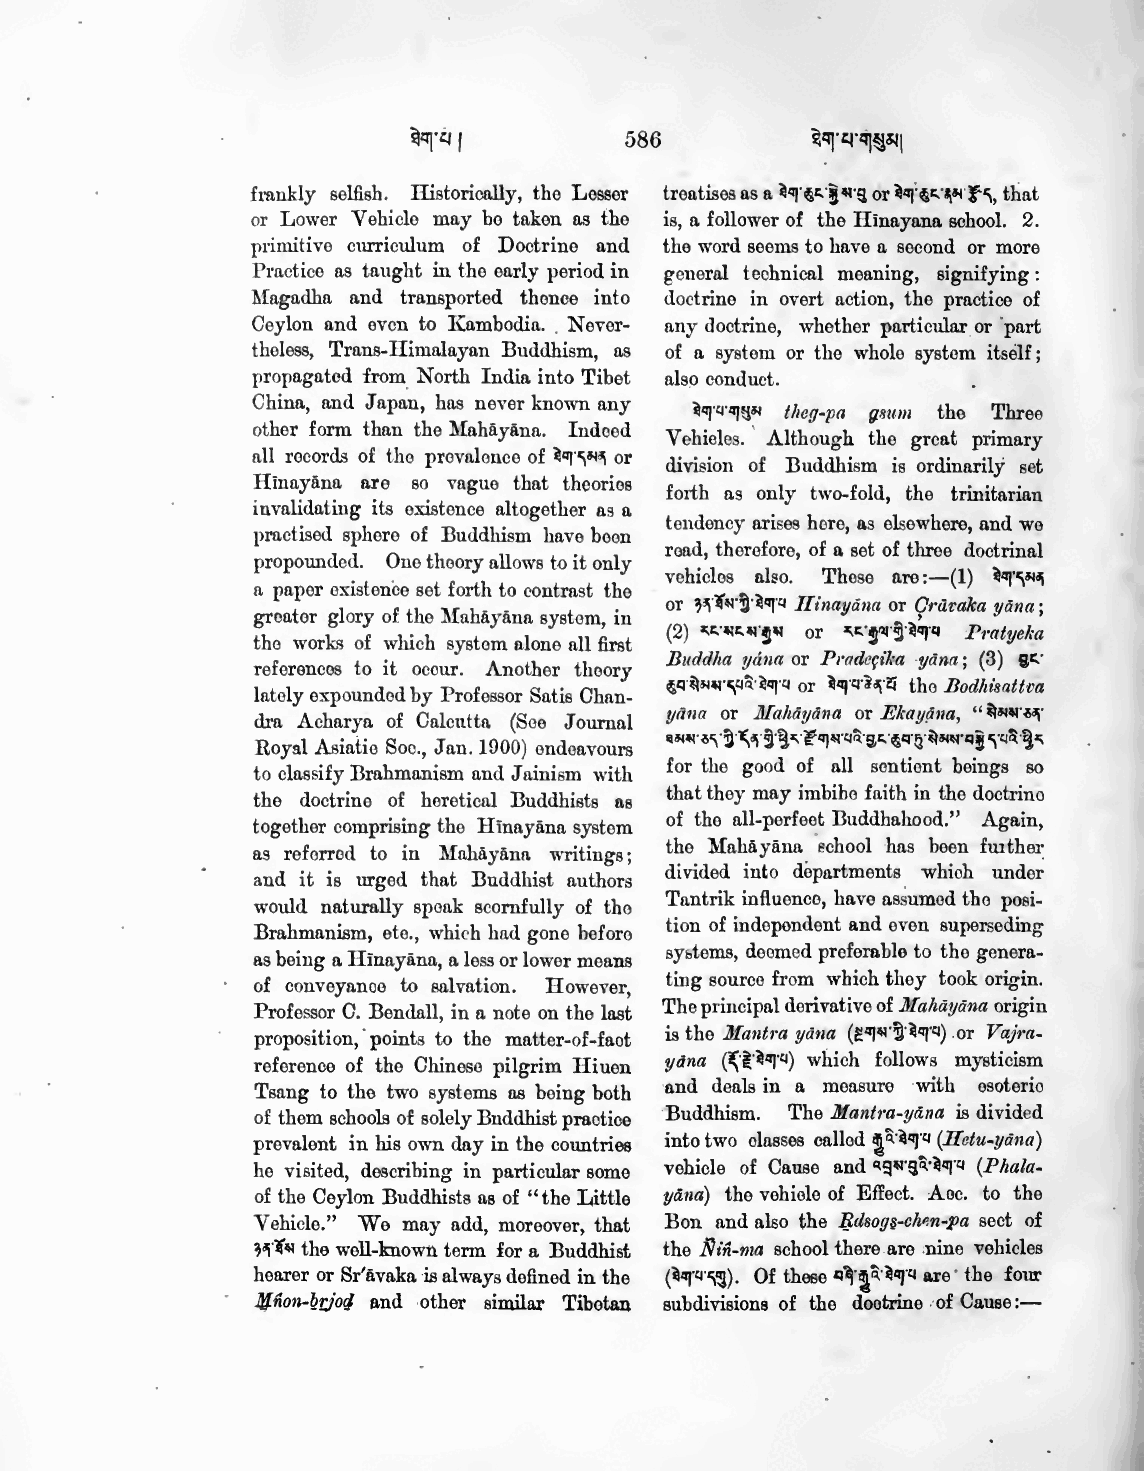 ཐེག་པ། 586 ཐེག་པ་གསུམ།
frankly selfish. Historically, the Lesser
or Lower Vehicle may be taken as the
primitive curriculum of Doctrine and
Practice as taught in the early period in
Magadha and transported thence into
Ceylon and even to Kambodia. Never-
theless, Trans-Himalayan Buddhism, as
propagated from North India into Tibet
China, and Japan, has never known any
other form than the Mahāyāna. Indeed
all records of the prevalence of ཐེག་དམན or
Hīnayāna are so vague that theories
invalidating its existence altogether as a
practised sphere of Buddhism have been
propounded. One theory allows to it only
a paper existence set forth to contrast the
greater glory of the Mahāyāna system, in
the works of which system alone all first
references to it occur. Another theory
lately expounded by Professor Satis Chan-
dra Acharya of Calcutta (See Journal
Royal Asiatic Soc., Jan. 1900) endeavours
to classify Brahmanism and Jainism with
the doctrine of heretical Buddhists as
together comprising the Hīnayāna system
as referred to in Mahāyāna writings;
and it is urged that Buddhist authors
would naturally speak scornfully of the
Brahmanism, etc., which had gone before
as being a Hīnayāna, a less or lower means
of conveyance to salvation. However,
Professor C. Bendall, in a note on the last
proposition, points to the matter-of-fact
reference of the Chinese pilgrim Hiuen
Tsang to the two systems as being both
of them schools of solely Buddhist practice
prevalent in his own day in the countries
he visited, describing in particular some
of the Ceylon Buddhists as of “the Little
Vehicle.” We may add, moreover, that
ཉན་ཐོས the well-known term for a Buddhist
hearer or Sr'āvaka is always defined in the
M̱ṅon-ḇrjoḏ and other similar Tibetan
treatises as a ཐེག་ཆུང་སྐྱེས་བུ or ཐེག་ཆུང་རྣམ་རྫོད, that
is, a follower of the Hīnayana school. 2.
the word seems to have a second or more
general technical meaning, signifying:
doctrine in overt action, the practice of
any doctrine, whether particular or part
of a system or the whole system itself;
also conduct.
ཐེག་པ་གསུམ theg-pa gsum the Three
Vehicles. Although the great primary
division of Buddhism is ordinarily set
forth as only two-fold, the trinitarian
tendency arises here, as elsewhere, and we
read, therefore, of a set of three doctrinal
vehicles also. These are:—(1) ཐེག་དམན
or ཉན་ཐོས་ཀྱི་ཐེག་པ Hinayāna or Çrāvaka yāna;
(2) རང་སངས་རྒྱས or རང་རྒྱལ་གྱི་ཐེག་པ Pratyeka
Buddha yāna or Pradeçika yāna; (3) བྱང་
ཆུབ་སེམས་དཔའི་ཐེག་པ or ཐེག་པ་ཆེན་པོ the Bodhisattva
yāna or Mahāyāna or Ekayāna, “སེམས་ཅན་
ཐམས་ཅད་ཀྱི་དོན་གྱི་ཕྱིར་རྫོགས་པའི་བྱང་ཆུབ་ཏུ་སེམས་བསྐྱེད་པའི་ཕྱིར
for the good of all sentient beings so
that they may imbibe faith in the doctrine
of the all-perfect Buddhahood.” Again,
the Mahāyāna school has been further
divided into departments which under
Tantrik influence, have assumed the posi-
tion of independent and even superseding
systems, deemed preferable to the genera-
ting source from which they took origin.
The principal derivative of Mahāyāna origin
is the Mantra yāna (སྔགས་ཀྱི་ཐེག་པ) or Vajra-
yāna (རྡོ་རྗེ་ཐེག་པ) which follows mysticism
and deals in a measure with esoteric
Buddhism. The Mantra-yāna is divided
into two classes called རྒྱུའི་ཐེག་པ (Hetu-yāna)
vehicle of Cause and འབྲས་བུའི་ཐེག་པ (Phala-
yāna) the vehicle of Effect. Acc. to the
Bon and also the Ṟdsogs̱-chen-pa sect of
the Ñiṅ-ma school there are nine vehicles
(ཐེག་པ་དགུ). Of these བཞི་རྒྱུའི་ཐེག་པ are the four
subdivisions of the doctrine of Cause:—